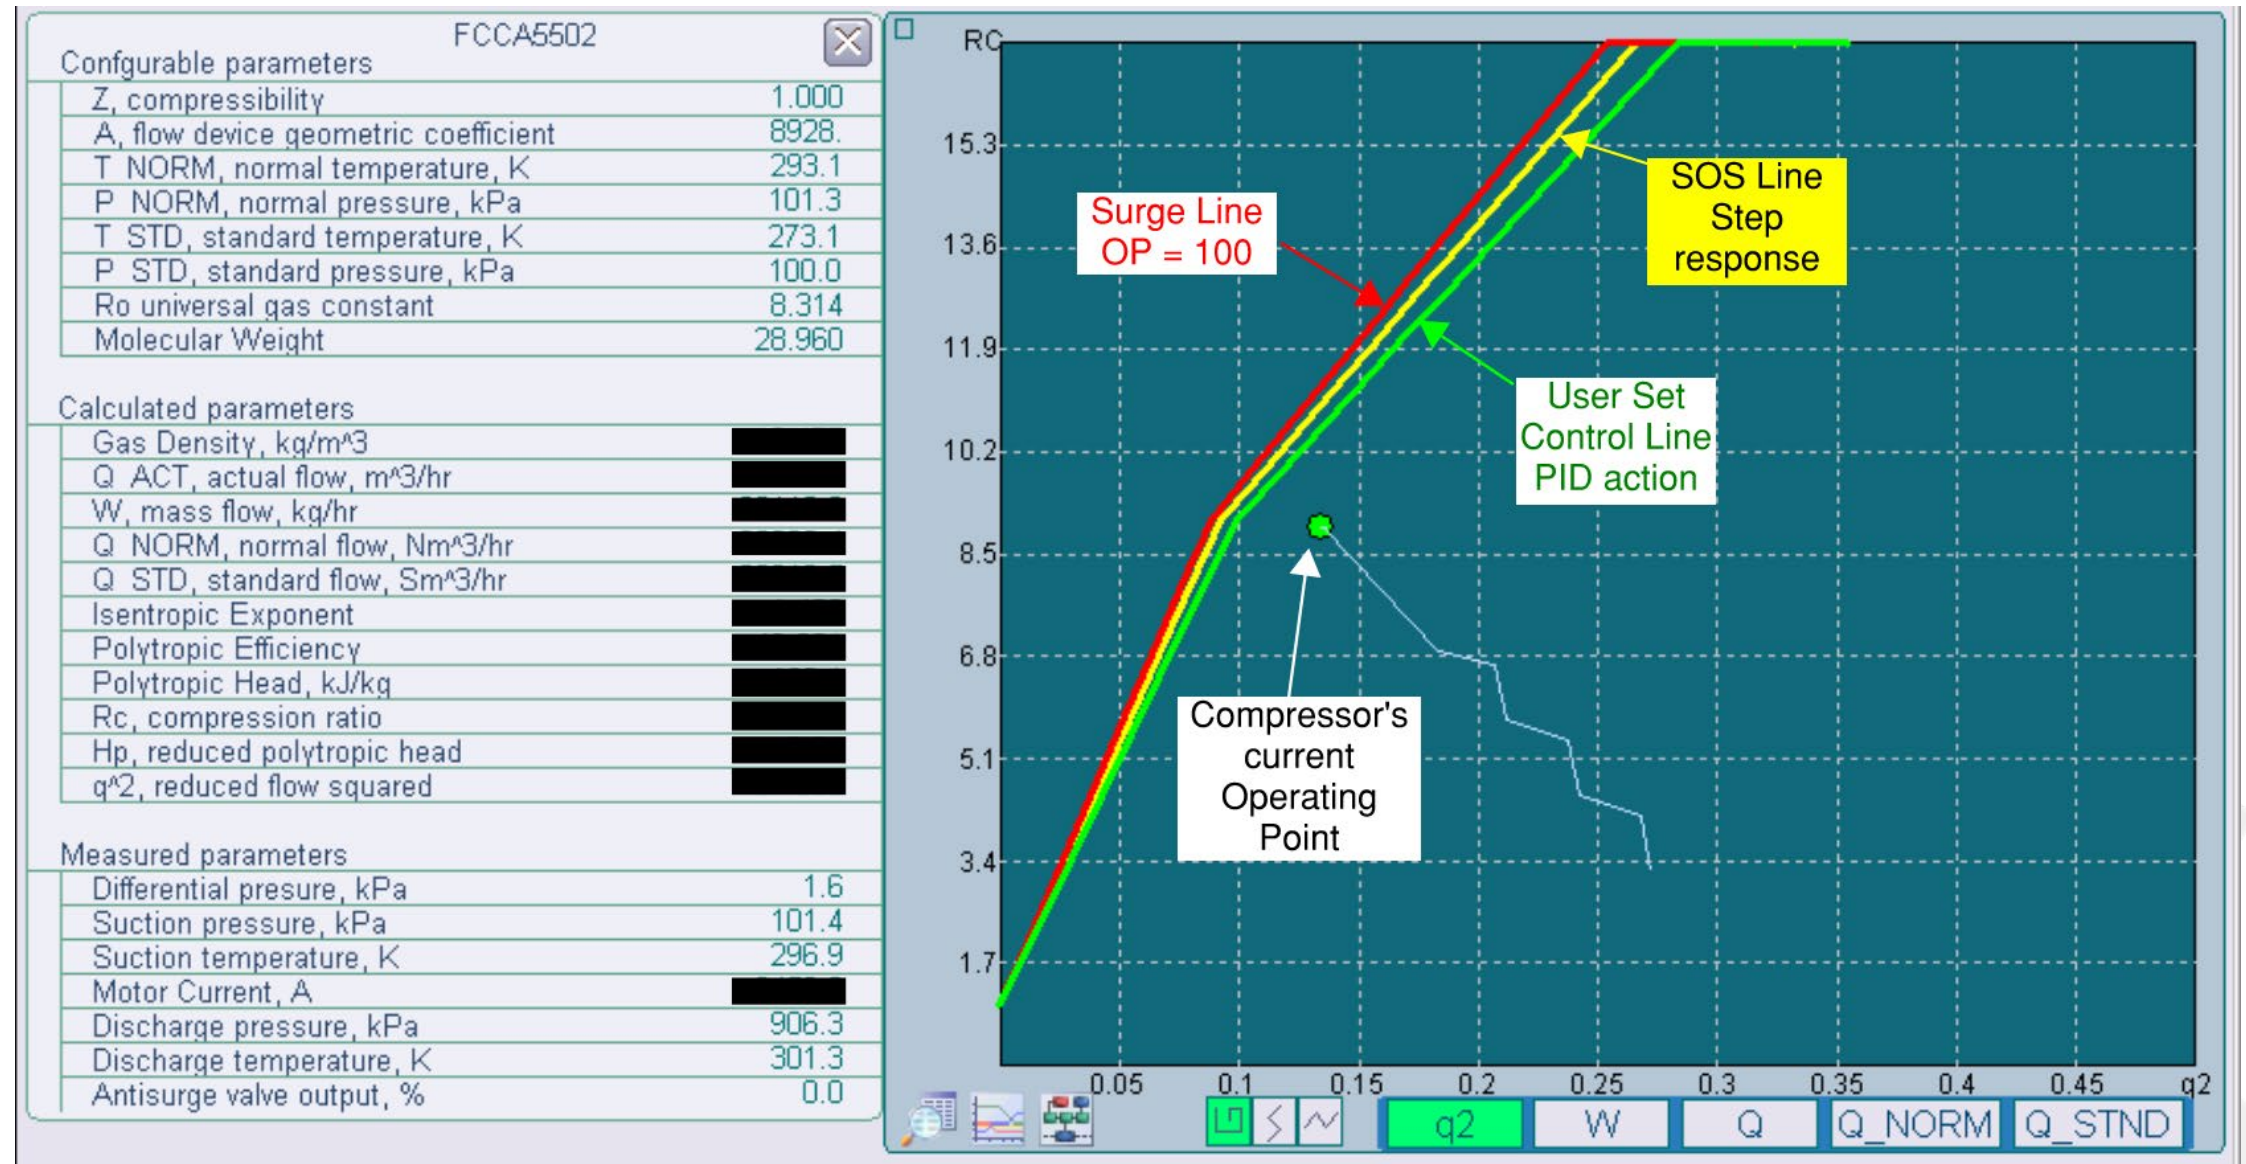 FCCA5502
Confgurable parameters
Z, compressibility 1.000
A, flow device geometric coefficient 8928.
T NORM, normal temperature, K 293.1
P NORM, normal pressure, kPa 101.3
T STD, standard temperature, K 273.1
P STD, standard pressure, kPa 100.0
Ro universal gas constant 8.314
Molecular Weight 28.960
Calculated parameters
Gas Density, kg/m^3
Q ACT, actual flow, m^3/hr
W, mass flow, kg/hr
Q NORM, normal flow, Nm^3/hr
Q STD, standard flow, Sm^3/hr
Isentropic Exponent
Polytropic Efficiency
Polytropic Head, kJ/kg
Rc, compression ratio
Hp, reduced polytropic head
q^2, reduced flow squared
Measured parameters
Differential presure, kPa 1.6
Suction pressure, kPa 101.4
Suction temperature, K 296.9
Motor Current, A
Discharge pressure, kPa 906.3
Discharge temperature, K 301.3
Antisurge valve output, % 0.0
RC
15.3
13.6
11.9
10.2
8.5
6.8
5.1
3.4
1.7
Surge Line
OP = 100
SOS Line
Step
response
User Set
Control Line
PID action
Compressor's
current
Operating
Point
0.05 0.1 0.15 0.2 0.25 0.3 0.35 0.4 0.45 q2
q2 W Q Q_NORM Q_STND